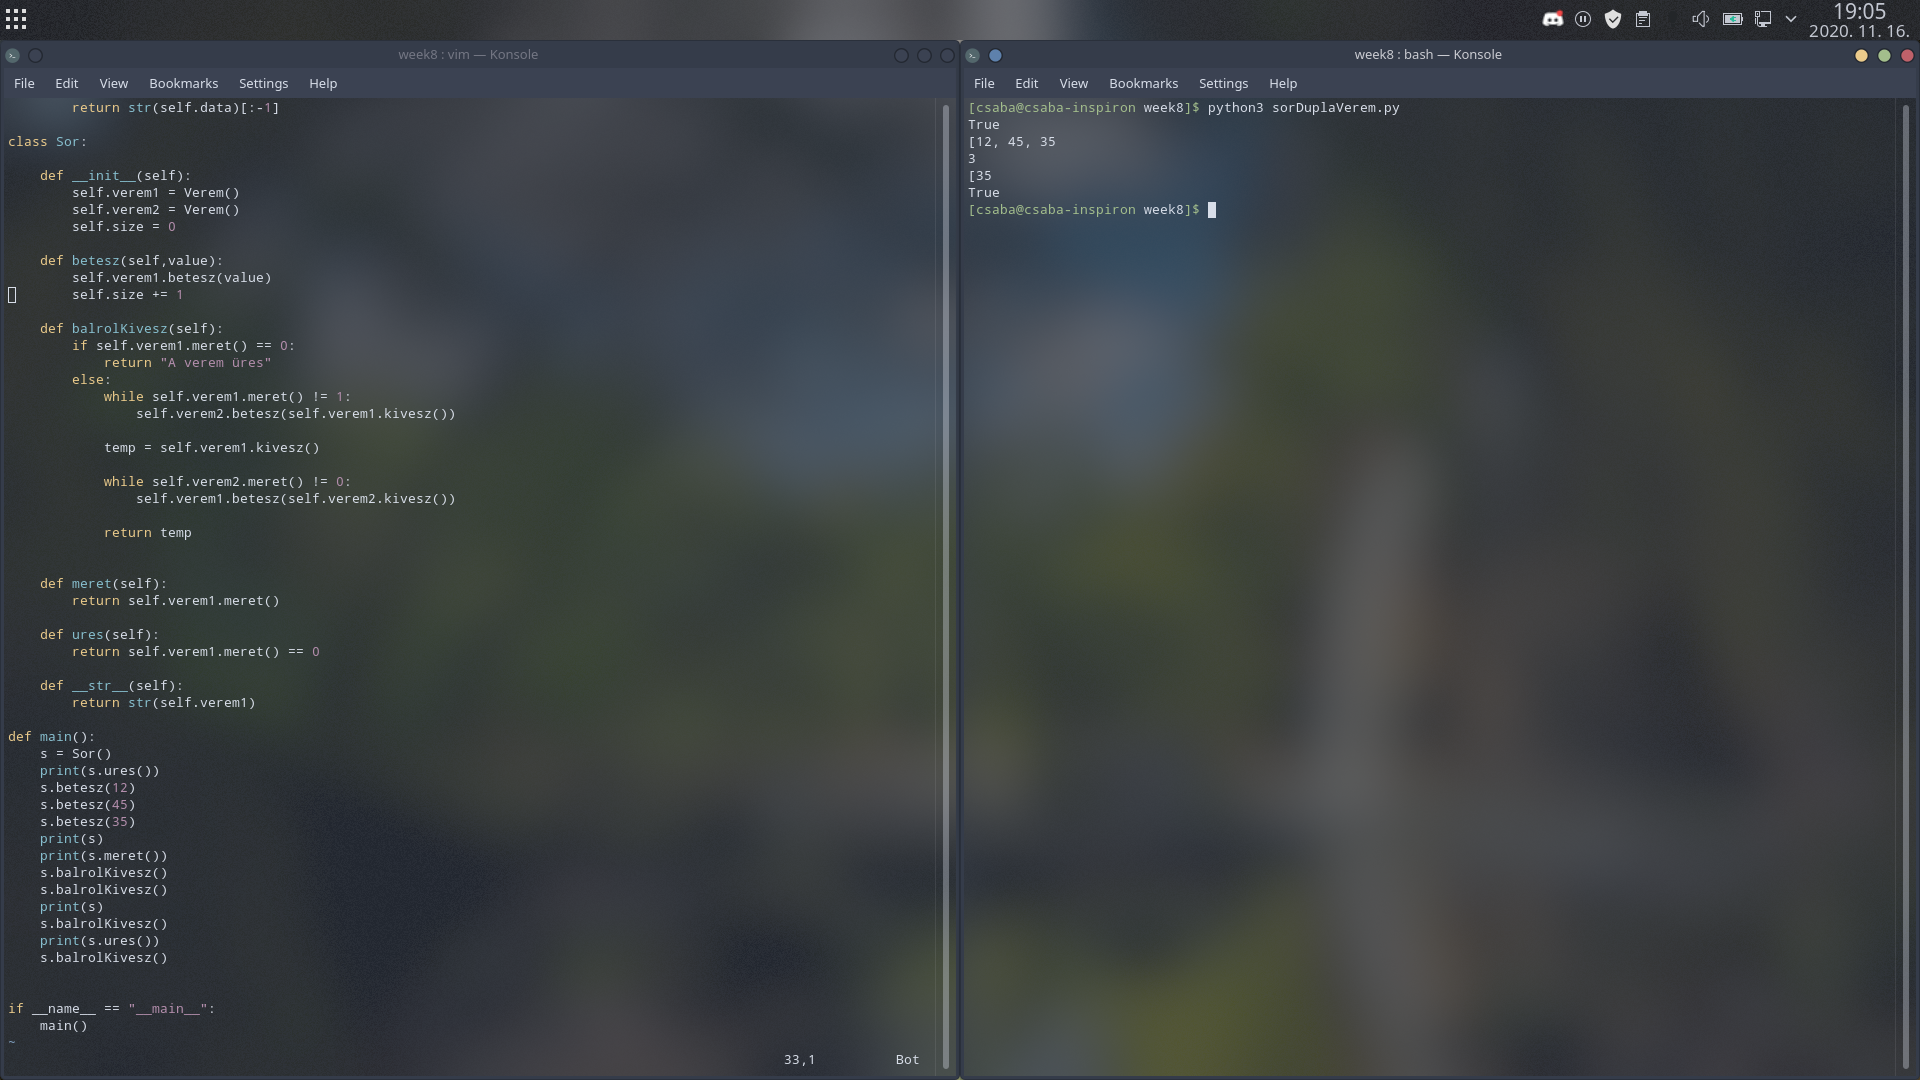 19:05
2020. 11. 16.
week8 : vim — Konsole
File Edit View Bookmarks Settings Help
        return str(self.data)[:-1]

class Sor:

    def __init__(self):
        self.verem1 = Verem()
        self.verem2 = Verem()
        self.size = 0

    def betesz(self,value):
        self.verem1.betesz(value)
        self.size += 1

    def balrolKivesz(self):
        if self.verem1.meret() == 0:
            return "A verem üres"
        else:
            while self.verem1.meret() != 1:
                self.verem2.betesz(self.verem1.kivesz())

            temp = self.verem1.kivesz()

            while self.verem2.meret() != 0:
                self.verem1.betesz(self.verem2.kivesz())

            return temp


    def meret(self):
        return self.verem1.meret()

    def ures(self):
        return self.verem1.meret() == 0

    def __str__(self):
        return str(self.verem1)

def main():
    s = Sor()
    print(s.ures())
    s.betesz(12)
    s.betesz(45)
    s.betesz(35)
    print(s)
    print(s.meret())
    s.balrolKivesz()
    s.balrolKivesz()
    print(s)
    s.balrolKivesz()
    print(s.ures())
    s.balrolKivesz()


if __name__ == "__main__":
    main()
~
33,1 Bot
week8 : bash — Konsole
File Edit View Bookmarks Settings Help
[csaba@csaba-inspiron week8]$ python3 sorDuplaVerem.py
True
[12, 45, 35
3
[35
True
[csaba@csaba-inspiron week8]$